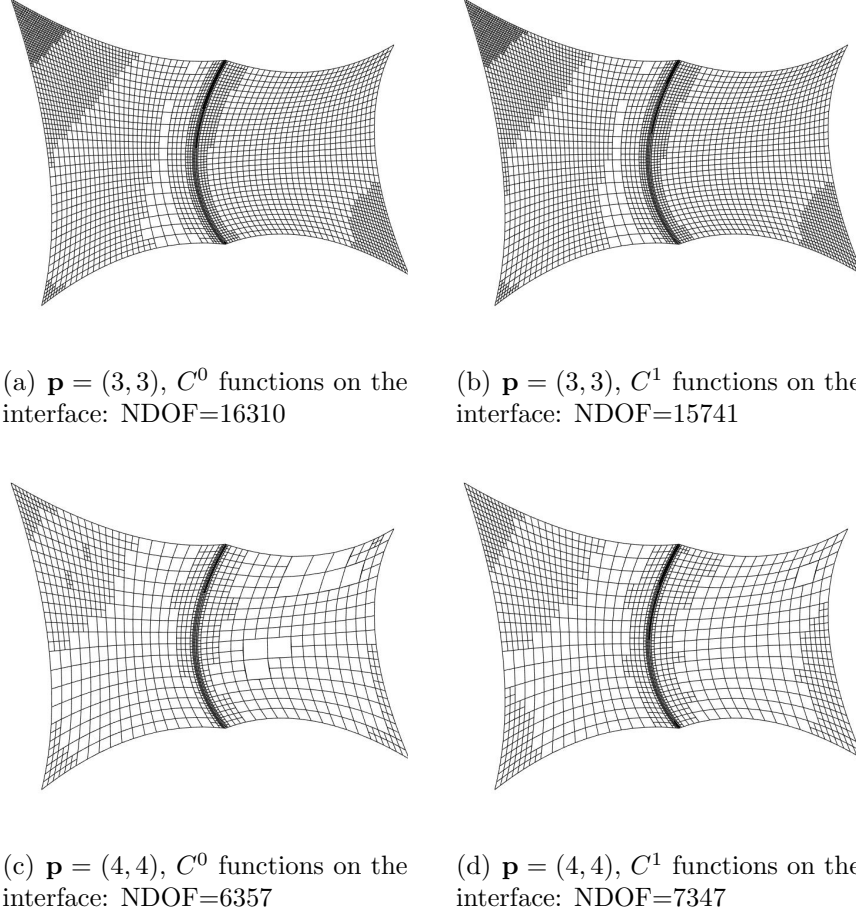 (a) p = (3, 3), C⁰ functions on the
interface: NDOF=16310
(b) p = (3, 3), C¹ functions on the
interface: NDOF=15741
(c) p = (4, 4), C⁰ functions on the
interface: NDOF=6357
(d) p = (4, 4), C¹ functions on the
interface: NDOF=7347